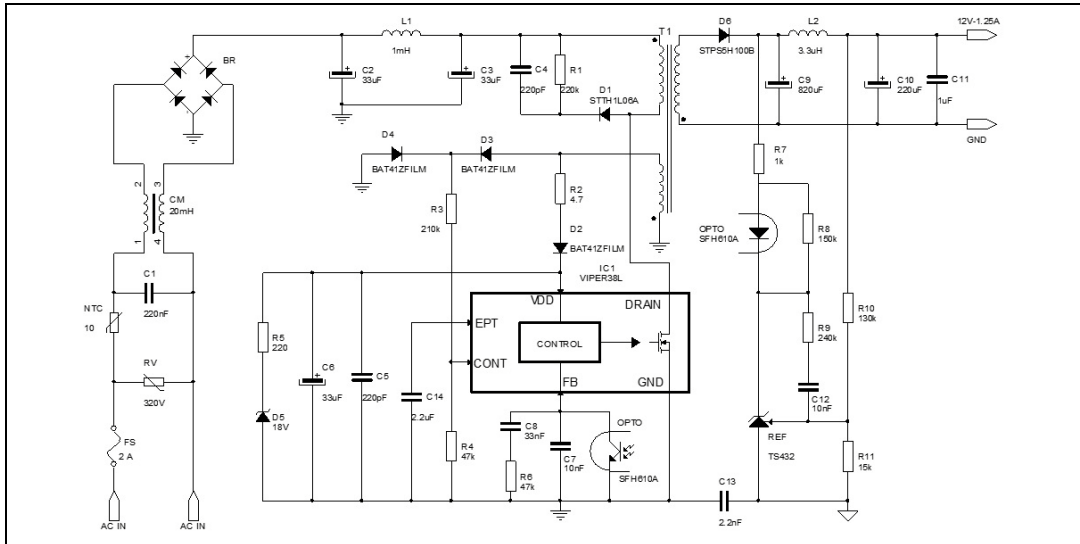 BR
L1
1mH
C2
33uF
C3
33uF
C4
220pF
R1
220k
D1
STTH1L06A
T1
D6
STPS5H100B
L2
3.3uH
12V-1.25A
C9
820uF
C10
220uF
C11
1uF
GND
D4
BAT41ZFILM
D3
BAT41ZFILM
R2
4.7
R3
210k
D2
BAT41ZFILM
R7
1k
OPTO
SFH610A
R8
150k
2
3
CM
20mH
1
4
C1
220nF
NTC
10
RV
320V
FS
2 A
AC IN
AC IN
IC1
VIPER38L
VDD
DRAIN
EPT
CONTROL
CONT
FB
GND
R5
220
D5
18V
C6
33uF
C5
220pF
C14
2.2uF
R4
47k
C8
33nF
R6
47k
C7
10nF
OPTO
SFH610A
R9
240k
R10
130k
C12
10nF
REF
TS432
R11
15k
C13
2.2nF